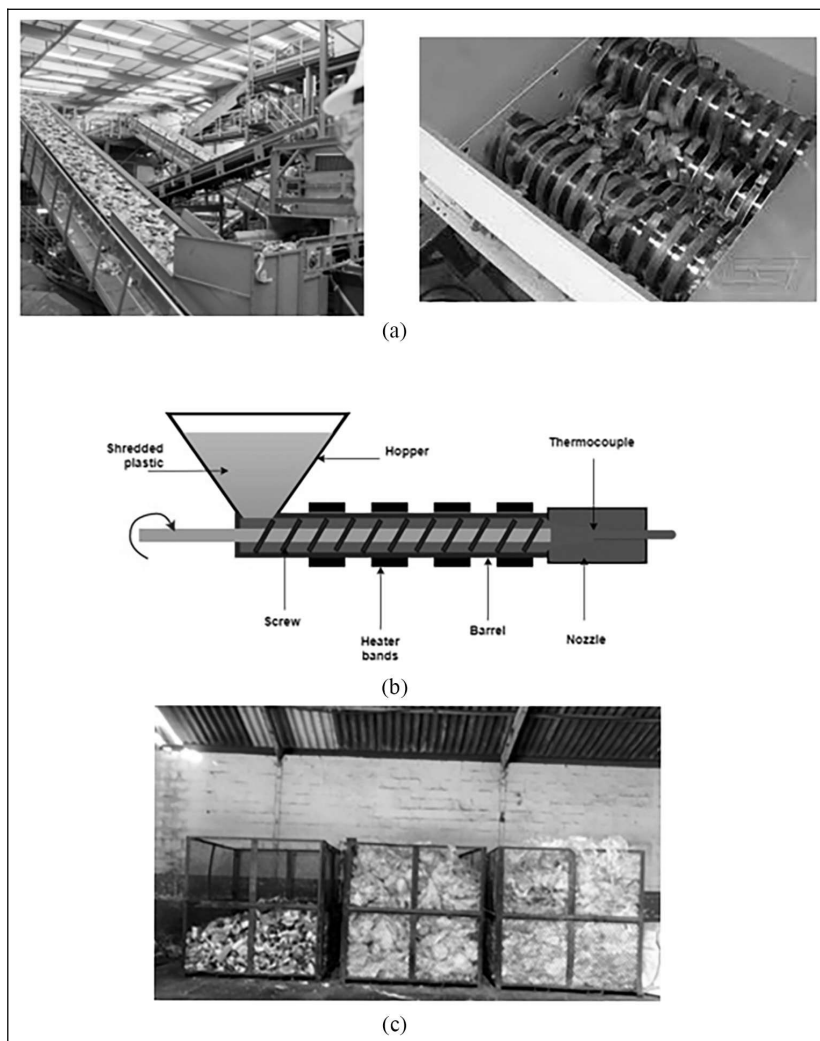 (a)
Shredded
plastic
Hopper
Thermocouple
Screw
Heater
bands
Barrel
Nozzle
(b)
(c)